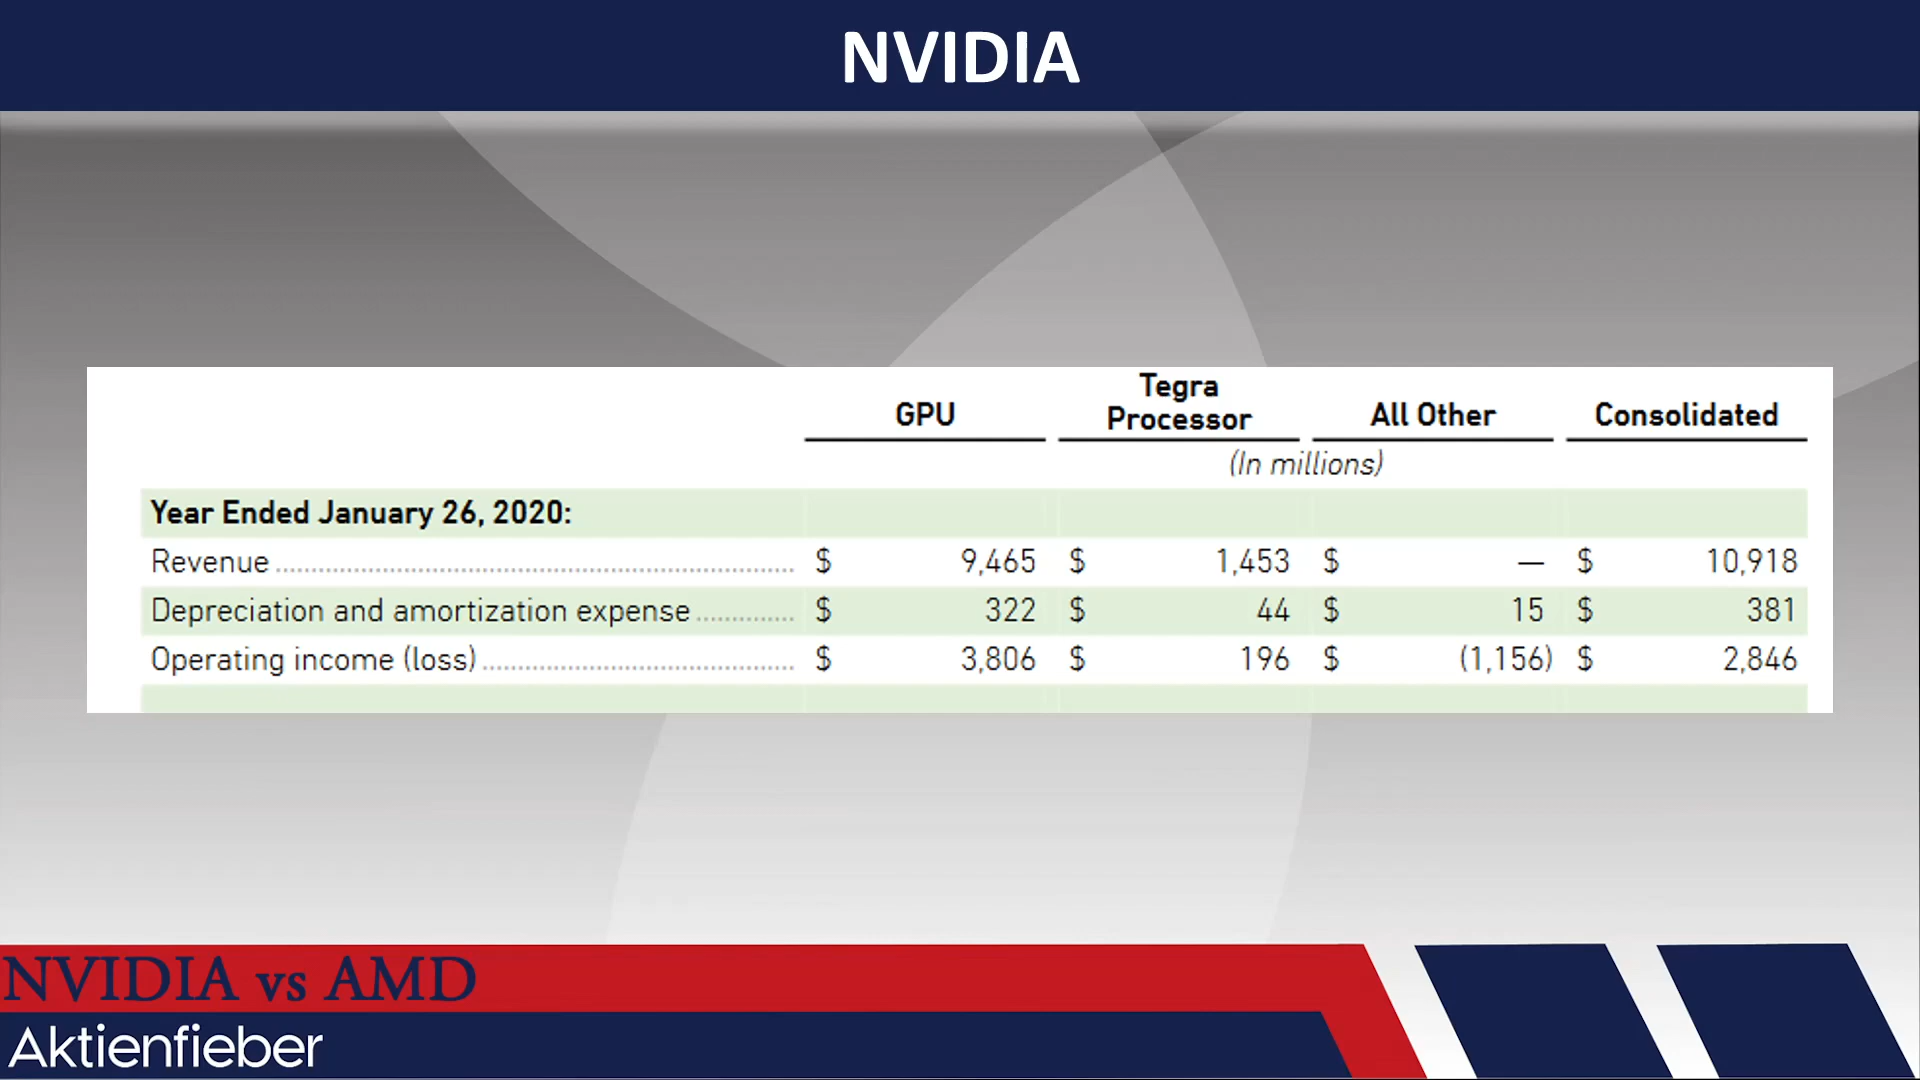 NVIDIA
GPU Tegra Processor All Other Consolidated
(In millions)
Year Ended January 26, 2020:
Revenue $ 9,465 $ 1,453 $ — $ 10,918
Depreciation and amortization expense $ 322 $ 44 $ 15 $ 381
Operating income (loss) $ 3,806 $ 196 $ (1,156) $ 2,846
NVIDIA vs AMD
Aktienfieber